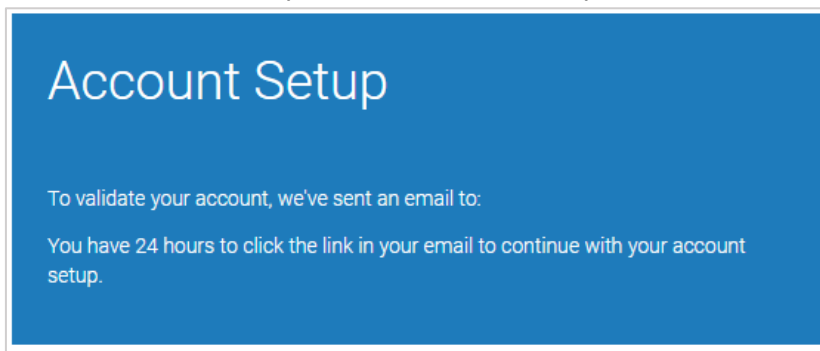 Account Setup
To validate your account, we've sent an email to:
You have 24 hours to click the link in your email to continue with your account
setup.